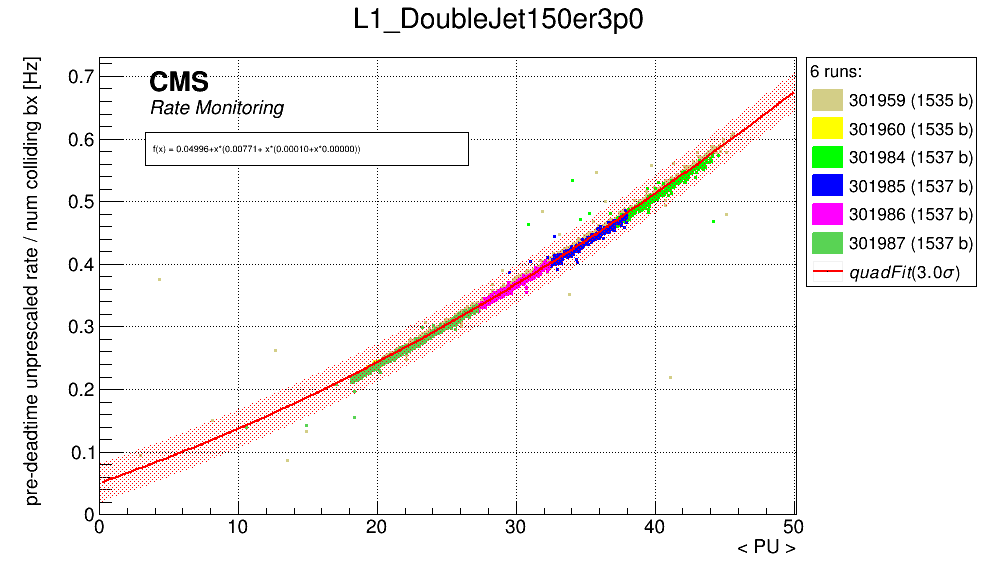 L1_DoubleJet150er3p0
pre-deadtime unprescaled rate / num colliding bx [Hz]
CMS
Rate Monitoring
f(x) = 0.04996+x*(0.00771+ x*(0.00010+x*0.00000))
0.7
0.6
0.5
0.4
0.3
0.2
0.1
0
0 10 20 30 40 50
< PU >
6 runs:
301959 (1535 b)
301960 (1535 b)
301984 (1537 b)
301985 (1537 b)
301986 (1537 b)
301987 (1537 b)
quadFit(3.0σ)